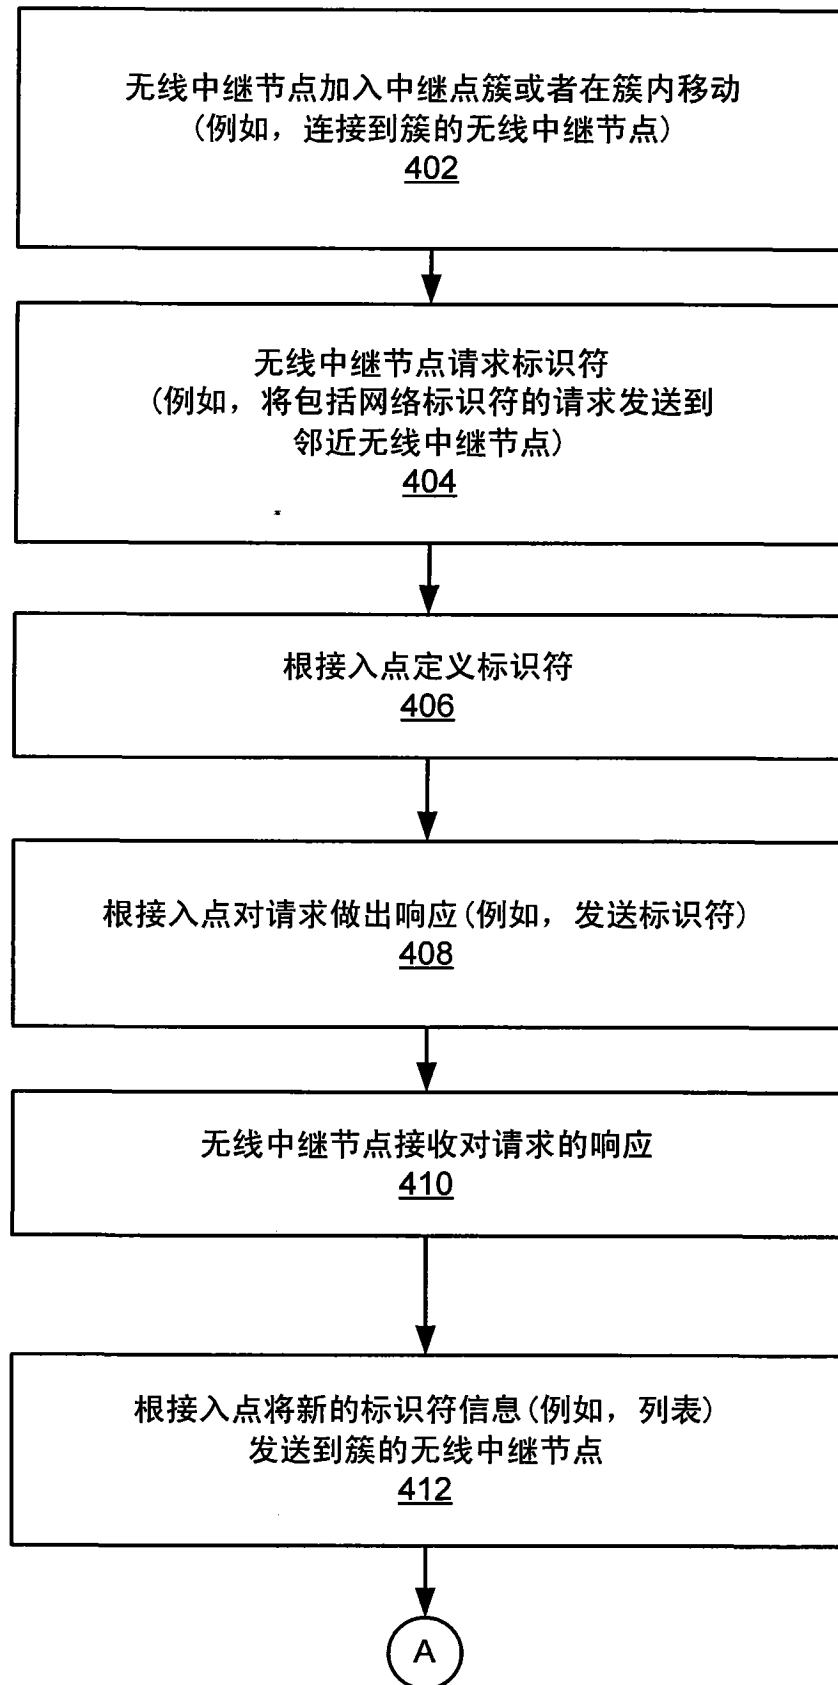 无线中继节点加入中继点簇或者在簇内移动
(例如，连接到簇的无线中继节点)
402
无线中继节点请求标识符
(例如，将包括网络标识符的请求发送到
邻近无线中继节点)
404
根接入点定义标识符
406
根接入点对请求做出响应(例如，发送标识符)
408
无线中继节点接收对请求的响应
410
根接入点将新的标识符信息(例如，列表)
发送到簇的无线中继节点
412
A